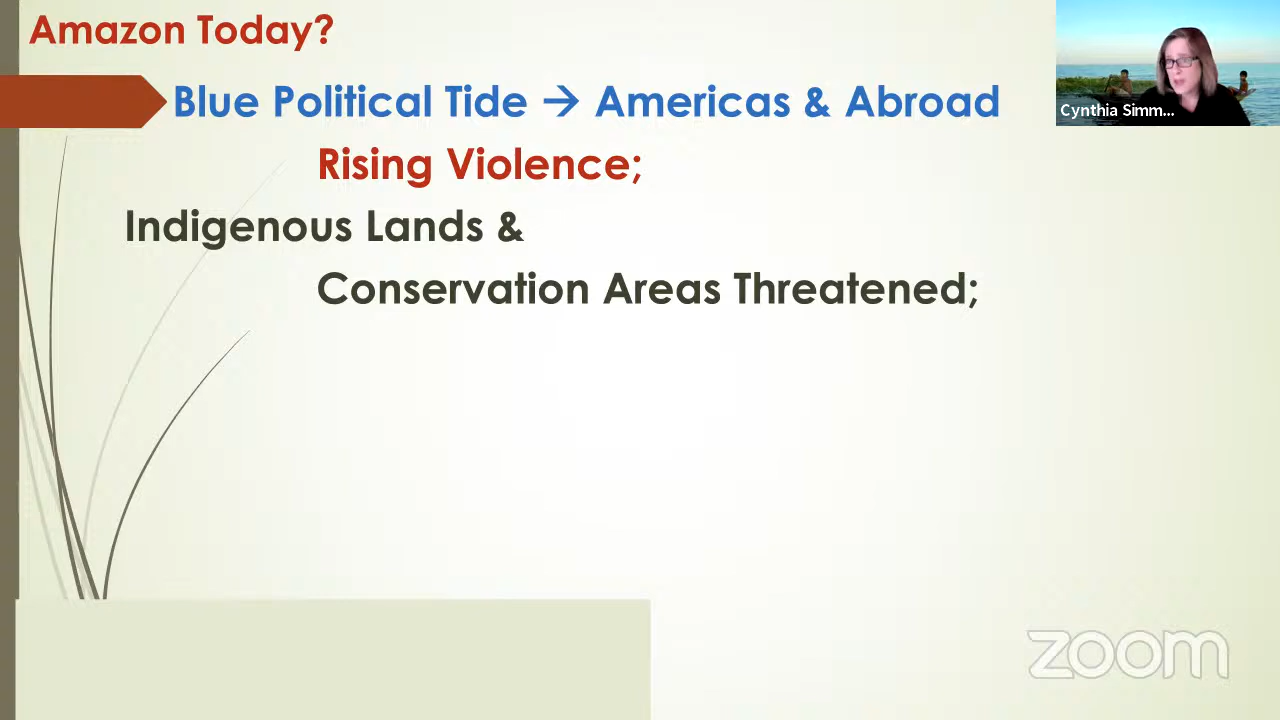 Amazon Today?
Blue Political Tide → Americas & Abroad
Cynthia Simm...
Rising Violence;
Indigenous Lands &
Conservation Areas Threatened;
zoom